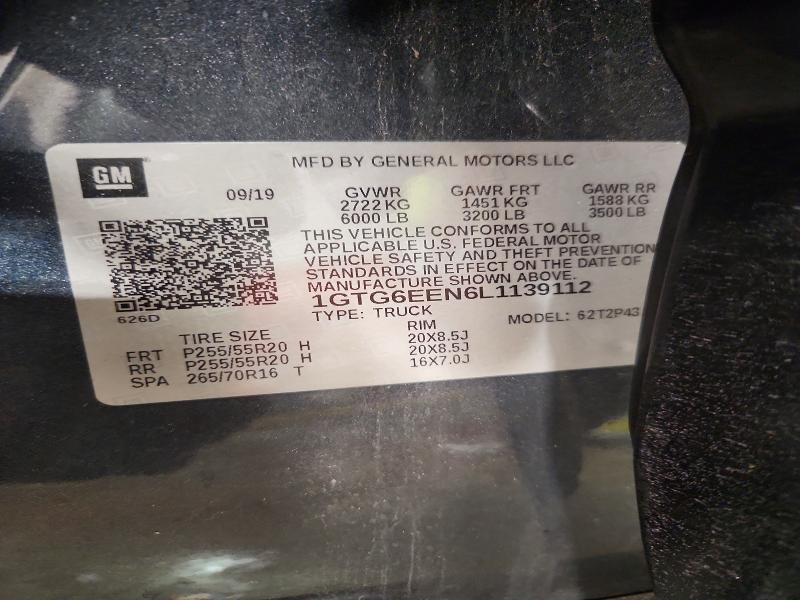 GM
MFD BY GENERAL MOTORS LLC
09/19 GVWR GAWR FRT GAWR RR
2722 KG 1451 KG 1588 KG
6000 LB 3200 LB 3500 LB
THIS VEHICLE CONFORMS TO ALL
APPLICABLE U.S. FEDERAL MOTOR
VEHICLE SAFETY AND THEFT PREVENTION
STANDARDS IN EFFECT ON THE DATE OF
MANUFACTURE SHOWN ABOVE.
1GTG6EEN6L1139112
626D TYPE: TRUCK MODEL: 62T2P43
TIRE SIZE RIM
FRT P255/55R20 H 20X8.5J
RR P255/55R20 H 20X8.5J
SPA 265/70R16 T 16X7.0J